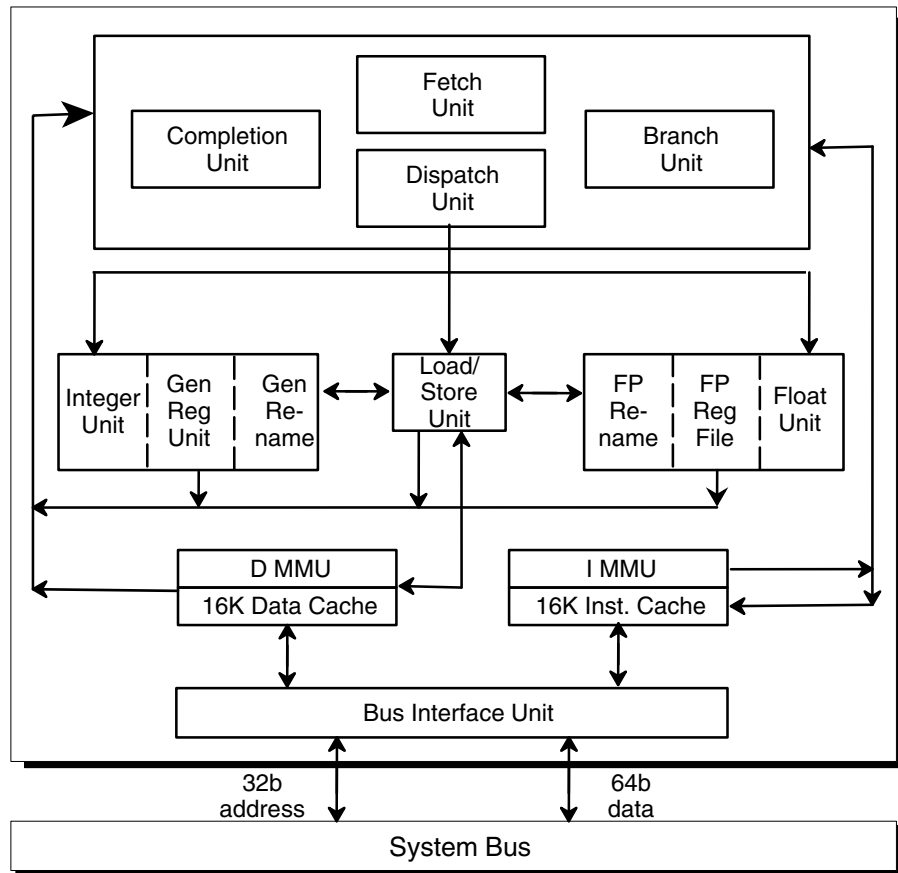 Fetch
Unit
Completion
Unit
Branch
Unit
Dispatch
Unit
Integer
Unit
Gen
Reg
Unit
Gen
Re-
name
Load/
Store
Unit
FP
Re-
name
FP
Reg
File
Float
Unit
D MMU
16K Data Cache
I MMU
16K Inst. Cache
Bus Interface Unit
32b
address
64b
data
System Bus